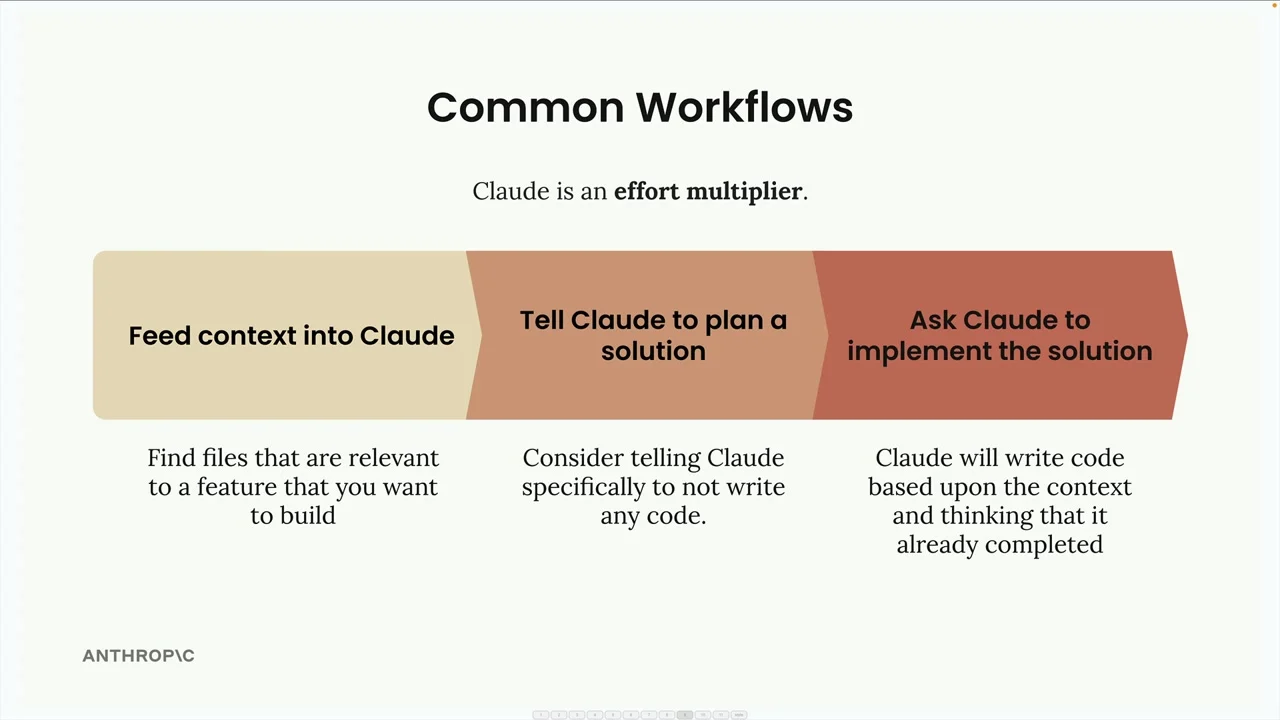 Common Workflows
Claude is an effort multiplier.
Feed context into Claude
Tell Claude to plan a
solution
Ask Claude to
implement the solution
Find files that are relevant
to a feature that you want
to build
Consider telling Claude
specifically to not write
any code.
Claude will write code
based upon the context
and thinking that it
already completed
ANTHROP\C